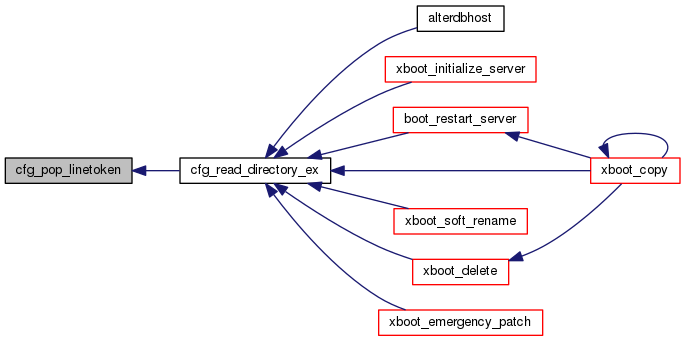 alterdbhost
xboot_initialize_server
boot_restart_server
cfg_pop_linetoken
cfg_read_directory_ex
xboot_copy
xboot_soft_rename
xboot_delete
xboot_emergency_patch